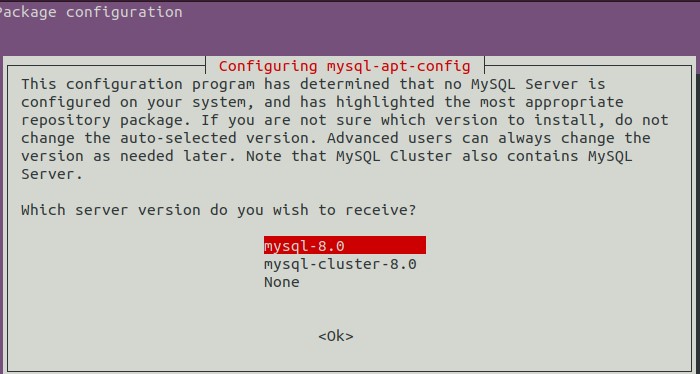 Package configuration
Configuring mysql-apt-config
This configuration program has determined that no MySQL Server is
configured on your system, and has highlighted the most appropriate
repository package. If you are not sure which version to install, do not
change the auto-selected version. Advanced users can always change the
version as needed later. Note that MySQL Cluster also contains MySQL
Server.
Which server version do you wish to receive?
mysql-8.0
mysql-cluster-8.0
None
<Ok>